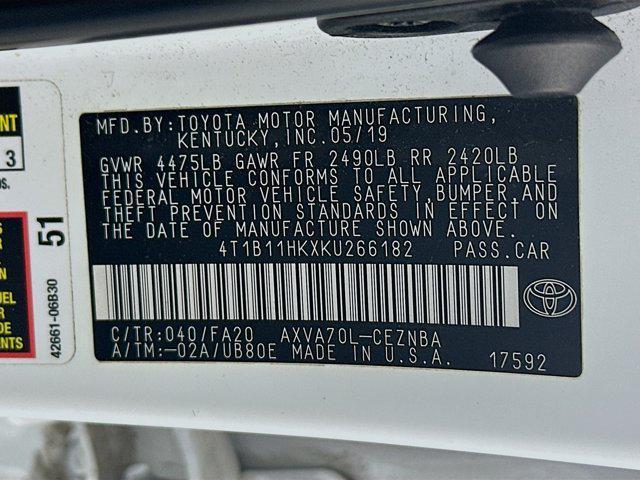 MFD.BY:TOYOTA MOTOR MANUFACTURING,
KENTUCKY,INC.05/19
GVWR 4475LB GAWR FR 2490LB RR 2420LB
THIS VEHICLE CONFORMS TO ALL APPLICABLE
FEDERAL MOTOR VEHICLE SAFETY,BUMPER,AND
THEFT PREVENTION STANDARDS IN EFFECT ON
THE DATE OF MANUFACTURE SHOWN ABOVE.
4T1B11HKXKU266182 PASS.CAR
C/TR:040/FA20 AXVA70L-CEZNBA
A/TM:-02A/UB80E MADE IN U.S.A. 17592
51
42661-06B30
NT
3